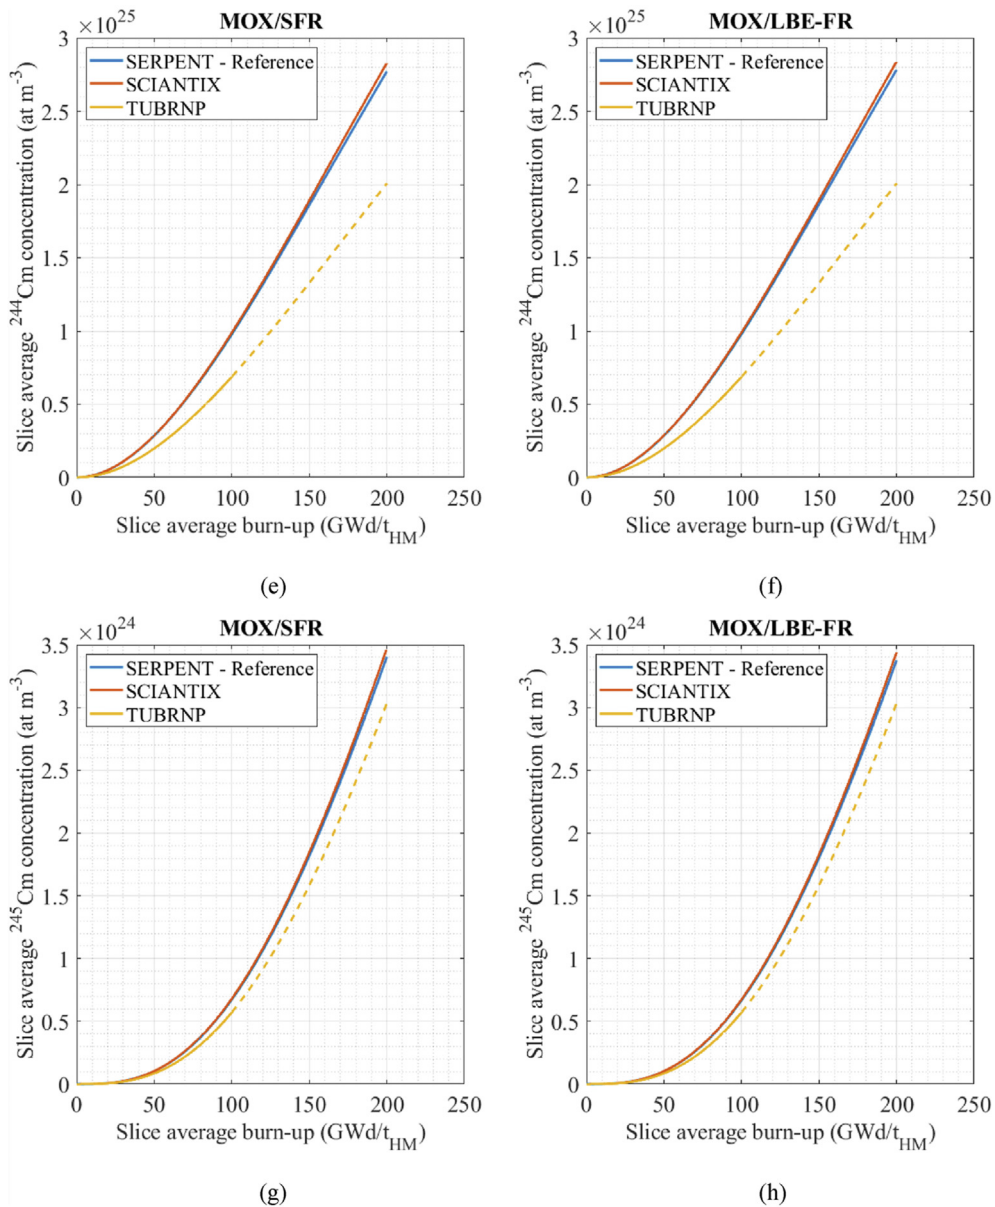 ×10^25 MOX/SFR
3
SERPENT - Reference
SCIANTIX
TUBRNP
2.5
2
1.5
1
0.5
0
Slice average ^244Cm concentration (at m^-3)
0 50 100 150 200 250
Slice average burn-up (GWd/t_HM)
(e)
×10^25 MOX/LBE-FR
3
SERPENT - Reference
SCIANTIX
TUBRNP
2.5
2
1.5
1
0.5
0
Slice average ^244Cm concentration (at m^-3)
0 50 100 150 200 250
Slice average burn-up (GWd/t_HM)
(f)
×10^24 MOX/SFR
3.5
SERPENT - Reference
SCIANTIX
TUBRNP
3
2.5
2
1.5
1
0.5
0
Slice average ^245Cm concentration (at m^-3)
0 50 100 150 200 250
Slice average burn-up (GWd/t_HM)
(g)
×10^24 MOX/LBE-FR
3.5
SERPENT - Reference
SCIANTIX
TUBRNP
3
2.5
2
1.5
1
0.5
0
Slice average ^245Cm concentration (at m^-3)
0 50 100 150 200 250
Slice average burn-up (GWd/t_HM)
(h)